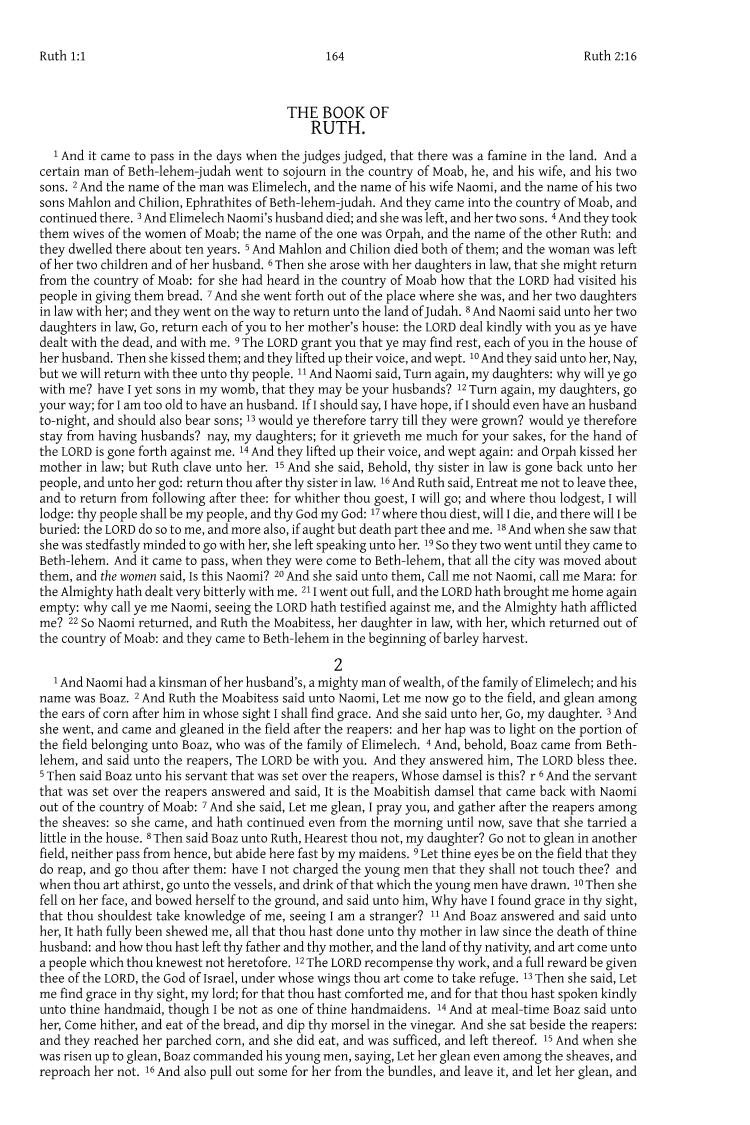 Ruth 1:1 164 Ruth 2:16
THE BOOK OF
RUTH.
1 And it came to pass in the days when the judges judged, that there was a famine in the land. And a
certain man of Beth-lehem-judah went to sojourn in the country of Moab, he, and his wife, and his two
sons. 2 And the name of the man was Elimelech, and the name of his wife Naomi, and the name of his two
sons Mahlon and Chilion, Ephrathites of Beth-lehem-judah. And they came into the country of Moab, and
continued there. 3 And Elimelech Naomi's husband died; and she was left, and her two sons. 4 And they took
them wives of the women of Moab; the name of the one was Orpah, and the name of the other Ruth: and
they dwelled there about ten years. 5 And Mahlon and Chilion died both of them; and the woman was left
of her two children and of her husband. 6 Then she arose with her daughters in law, that she might return
from the country of Moab: for she had heard in the country of Moab how that the LORD had visited his
people in giving them bread. 7 And she went forth out of the place where she was, and her two daughters
in law with her; and they went on the way to return unto the land of Judah. 8 And Naomi said unto her two
daughters in law, Go, return each of you to her mother's house: the LORD deal kindly with you as ye have
dealt with the dead, and with me. 9 The LORD grant you that ye may find rest, each of you in the house of
her husband. Then she kissed them; and they lifted up their voice, and wept. 10 And they said unto her, Nay,
but we will return with thee unto thy people. 11 And Naomi said, Turn again, my daughters: why will ye go
with me? have I yet sons in my womb, that they may be your husbands? 12 Turn again, my daughters, go
your way; for I am too old to have an husband. If I should say, I have hope, if I should even have an husband
to-night, and should also bear sons; 13 would ye therefore tarry till they were grown? would ye therefore
stay from having husbands? nay, my daughters; for it grieveth me much for your sakes, for the hand of
the LORD is gone forth against me. 14 And they lifted up their voice, and wept again: and Orpah kissed her
mother in law; but Ruth clave unto her. 15 And she said, Behold, thy sister in law is gone back unto her
people, and unto her god: return thou after thy sister in law. 16 And Ruth said, Entreat me not to leave thee,
and to return from following after thee: for whither thou goest, I will go; and where thou lodgest, I will
lodge: thy people shall be my people, and thy God my God: 17 where thou diest, will I die, and there will I be
buried: the LORD do so to me, and more also, if aught but death part thee and me. 18 And when she saw that
she was stedfastly minded to go with her, she left speaking unto her. 19 So they two went until they came to
Beth-lehem. And it came to pass, when they were come to Beth-lehem, that all the city was moved about
them, and the women said, Is this Naomi? 20 And she said unto them, Call me not Naomi, call me Mara: for
the Almighty hath dealt very bitterly with me. 21 I went out full, and the LORD hath brought me home again
empty: why call ye me Naomi, seeing the LORD hath testified against me, and the Almighty hath afflicted
me? 22 So Naomi returned, and Ruth the Moabitess, her daughter in law, with her, which returned out of
the country of Moab: and they came to Beth-lehem in the beginning of barley harvest.
2
1 And Naomi had a kinsman of her husband's, a mighty man of wealth, of the family of Elimelech; and his
name was Boaz. 2 And Ruth the Moabitess said unto Naomi, Let me now go to the field, and glean among
the ears of corn after him in whose sight I shall find grace. And she said unto her, Go, my daughter. 3 And
she went, and came and gleaned in the field after the reapers: and her hap was to light on the portion of
the field belonging unto Boaz, who was of the family of Elimelech. 4 And, behold, Boaz came from Beth-
lehem, and said unto the reapers, The LORD be with you. And they answered him, The LORD bless thee.
5 Then said Boaz unto his servant that was set over the reapers, Whose damsel is this? r 6 And the servant
that was set over the reapers answered and said, It is the Moabitish damsel that came back with Naomi
out of the country of Moab: 7 And she said, Let me glean, I pray you, and gather after the reapers among
the sheaves: so she came, and hath continued even from the morning until now, save that she tarried a
little in the house. 8 Then said Boaz unto Ruth, Hearest thou not, my daughter? Go not to glean in another
field, neither pass from hence, but abide here fast by my maidens. 9 Let thine eyes be on the field that they
do reap, and go thou after them: have I not charged the young men that they shall not touch thee? and
when thou art athirst, go unto the vessels, and drink of that which the young men have drawn. 10 Then she
fell on her face, and bowed herself to the ground, and said unto him, Why have I found grace in thy sight,
that thou shouldest take knowledge of me, seeing I am a stranger? 11 And Boaz answered and said unto
her, It hath fully been shewed me, all that thou hast done unto thy mother in law since the death of thine
husband: and how thou hast left thy father and thy mother, and the land of thy nativity, and art come unto
a people which thou knewest not heretofore. 12 The LORD recompense thy work, and a full reward be given
thee of the LORD, the God of Israel, under whose wings thou art come to take refuge. 13 Then she said, Let
me find grace in thy sight, my lord; for that thou hast comforted me, and for that thou hast spoken kindly
unto thine handmaid, though I be not as one of thine handmaidens. 14 And at meal-time Boaz said unto
her, Come hither, and eat of the bread, and dip thy morsel in the vinegar. And she sat beside the reapers:
and they reached her parched corn, and she did eat, and was sufficed, and left thereof. 15 And when she
was risen up to glean, Boaz commanded his young men, saying, Let her glean even among the sheaves, and
reproach her not. 16 And also pull out some for her from the bundles, and leave it, and let her glean, and